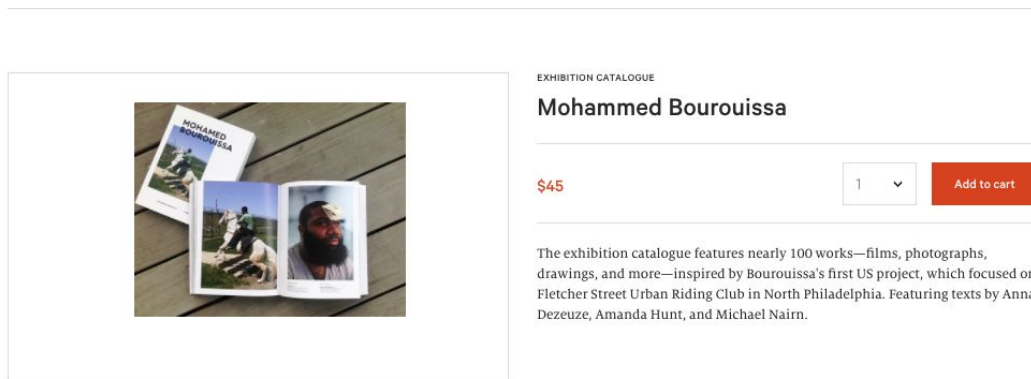 EXHIBITION CATALOGUE
Mohammed Bourouissa
$45
1
Add to cart
The exhibition catalogue features nearly 100 works—films, photographs,
drawings, and more—inspired by Bourouissa's first US project, which focused on
Fletcher Street Urban Riding Club in North Philadelphia. Featuring texts by Anna
Dezeuze, Amanda Hunt, and Michael Nairn.
MOHAMED
BOUROUISSA